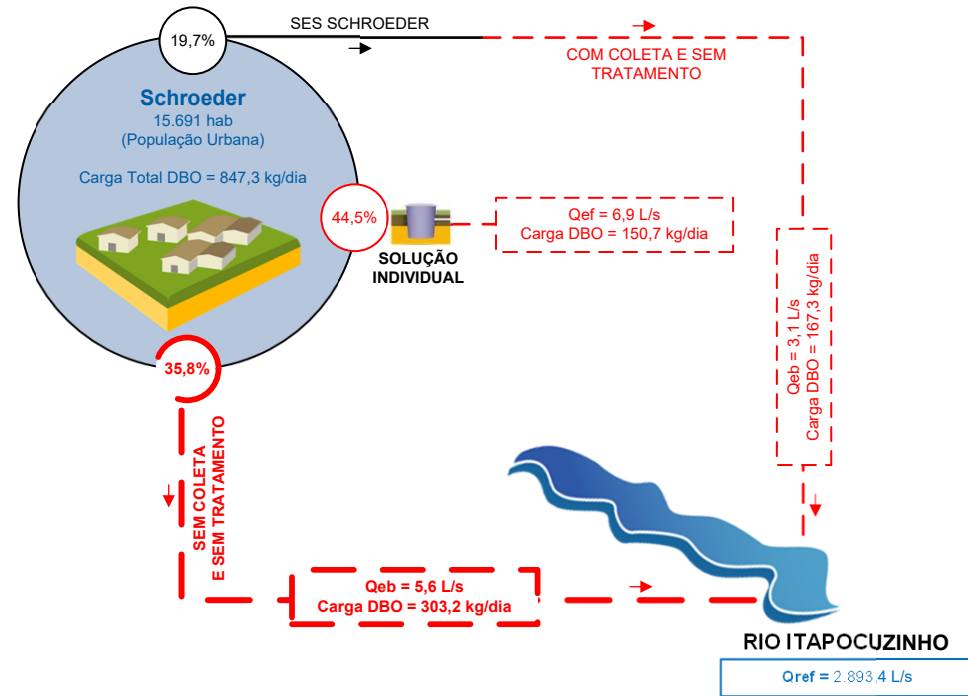 SES SCHROEDER
19,7%
COM COLETA E SEM
TRATAMENTO
Schroeder
15.691 hab
(População Urbana)
Carga Total DBO = 847,3 kg/dia
44,5%
SOLUÇÃO
INDIVIDUAL
Qef = 6,9 L/s
Carga DBO = 150,7 kg/dia
Qeb = 3,1 L/s
Carga DBO = 167,3 kg/dia
35,8%
SEM COLETA
E SEM TRATAMENTO
Qeb = 5,6 L/s
Carga DBO = 303,2 kg/dia
RIO ITAPOCUZINHO
Qref = 2.893,4 L/s